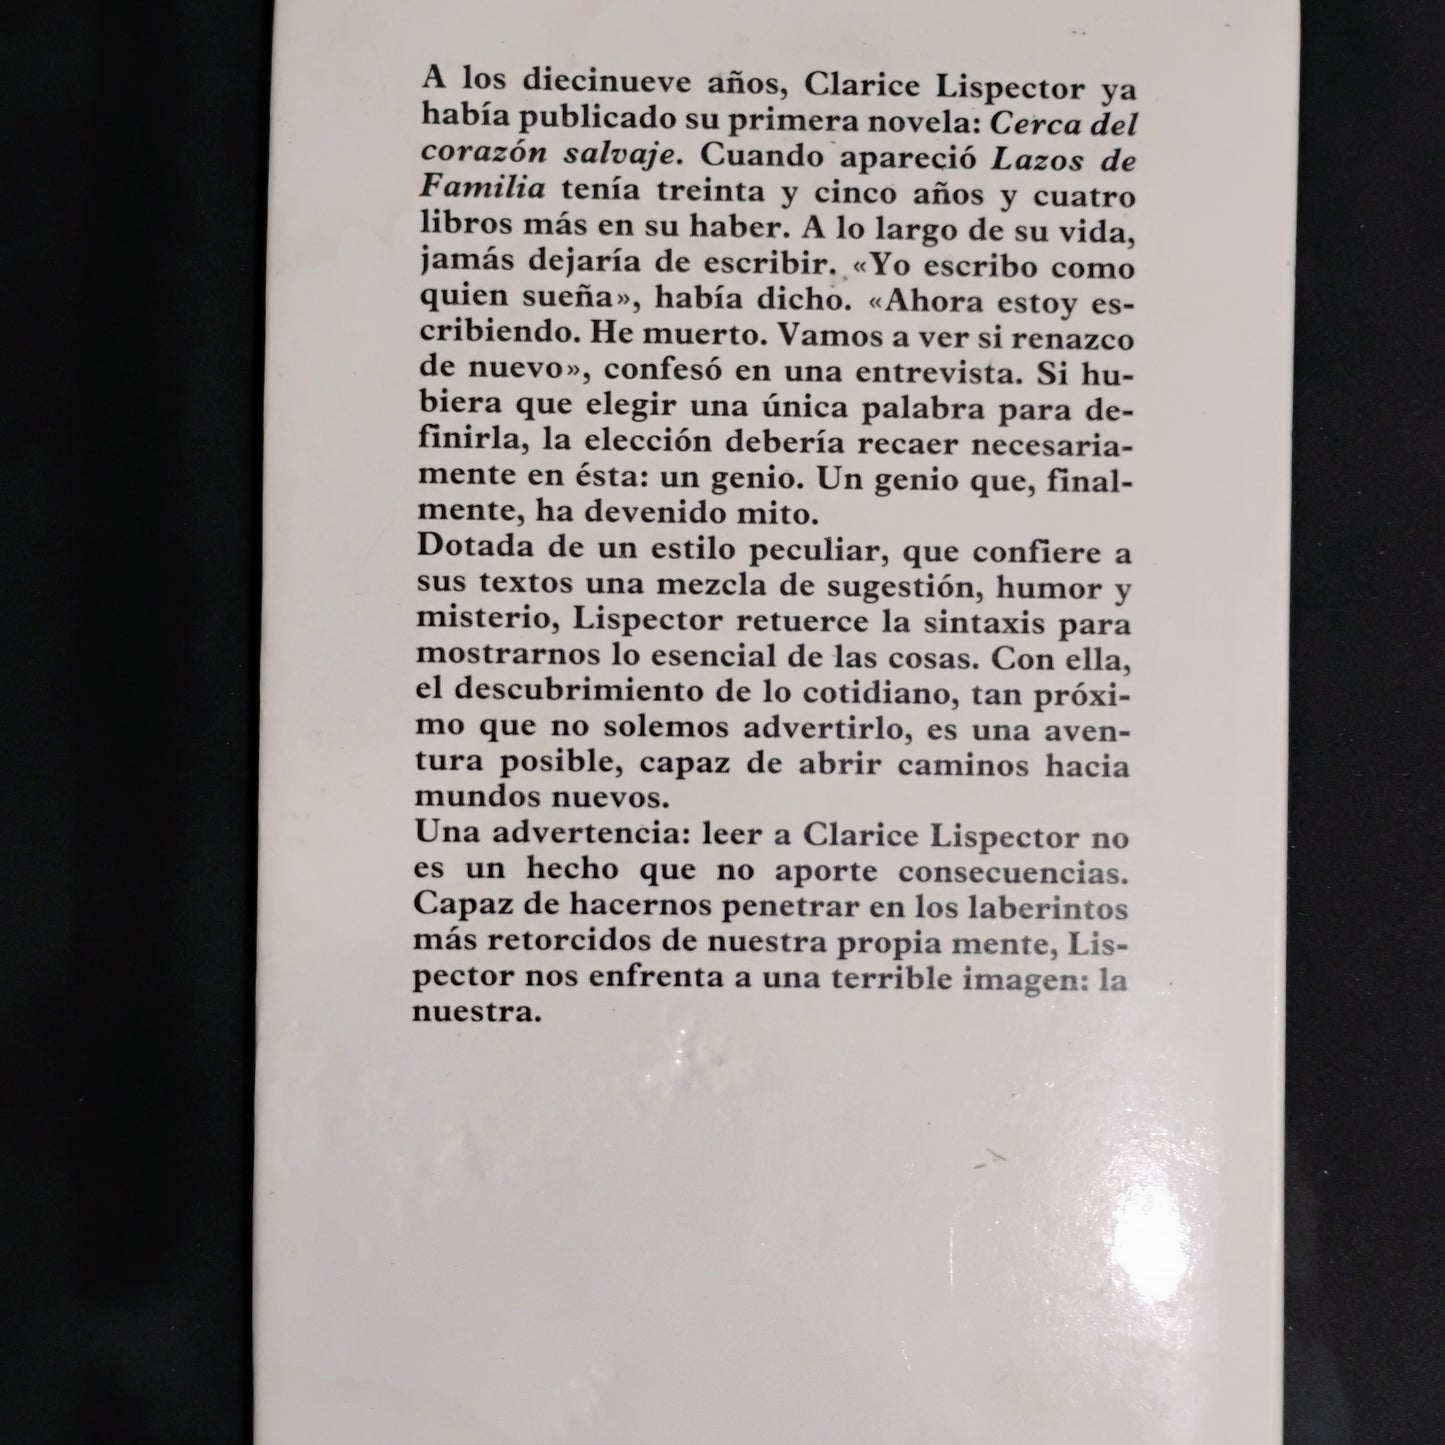 A los diecinueve años, Clarice Lispector ya
había publicado su primera novela: Cerca del
corazón salvaje. Cuando apareció Lazos de
Familia tenía treinta y cinco años y cuatro
libros más en su haber. A lo largo de su vida,
jamás dejaría de escribir. «Yo escribo como
quien sueña», había dicho. «Ahora estoy es-
cribiendo. He muerto. Vamos a ver si renazco
de nuevo», confesó en una entrevista. Si hu-
biera que elegir una única palabra para de-
finirla, la elección debería recaer necesaria-
mente en ésta: un genio. Un genio que, final-
mente, ha devenido mito.
Dotada de un estilo peculiar, que confiere a
sus textos una mezcla de sugestión, humor y
misterio, Lispector retuerce la sintaxis para
mostrarnos lo esencial de las cosas. Con ella,
el descubrimiento de lo cotidiano, tan próxi-
mo que no solemos advertirlo, es una aven-
tura posible, capaz de abrir caminos hacia
mundos nuevos.
Una advertencia: leer a Clarice Lispector no
es un hecho que no aporte consecuencias.
Capaz de hacernos penetrar en los laberintos
más retorcidos de nuestra propia mente, Lis-
pector nos enfrenta a una terrible imagen: la
nuestra.